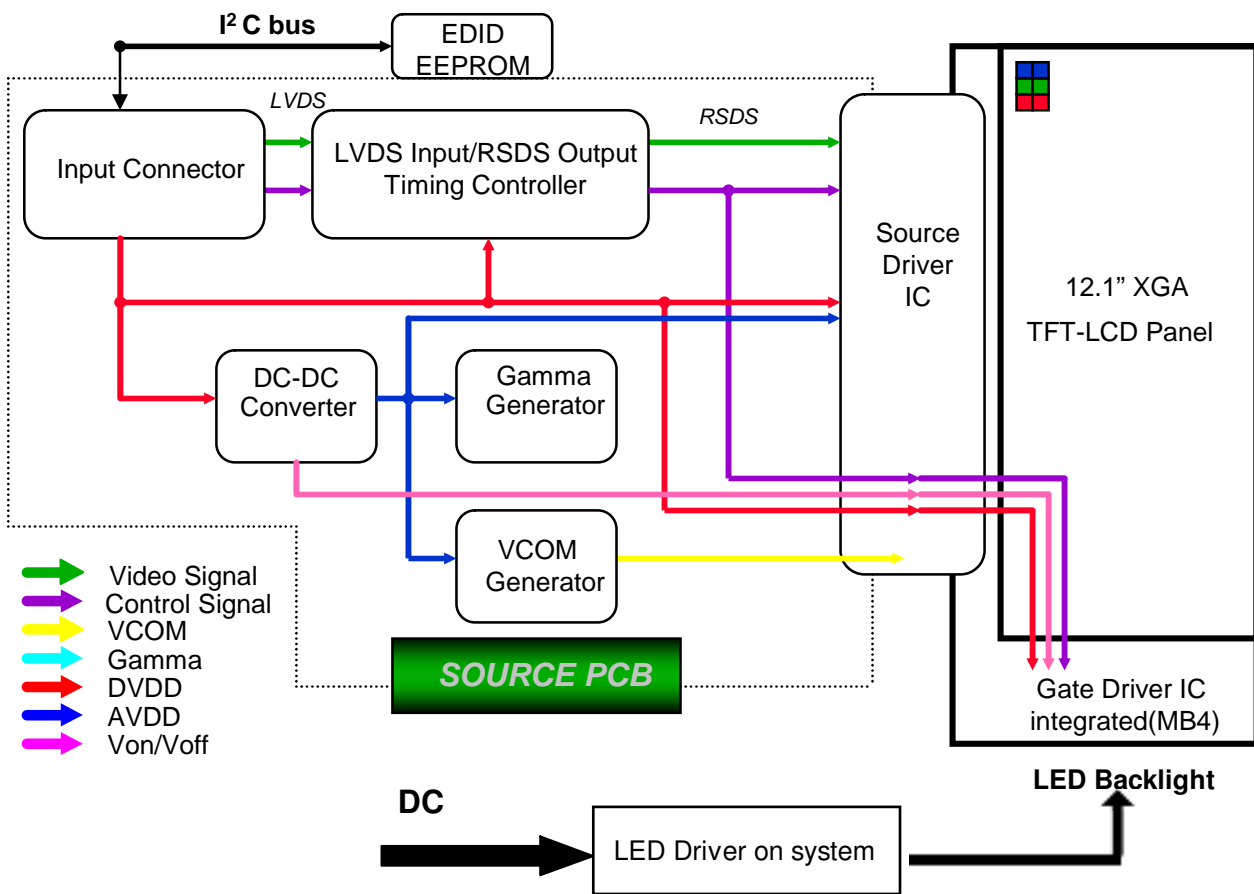 I² C bus
EDID
EEPROM
LVDS
RSDS
Input Connector
LVDS Input/RSDS Output
Timing Controller
Source
Driver
IC
12.1” XGA
TFT-LCD Panel
DC-DC
Converter
Gamma
Generator
VCOM
Generator
Video Signal
Control Signal
VCOM
Gamma
DVDD
AVDD
Von/Voff
SOURCE PCB
Gate Driver IC
integrated(MB4)
LED Backlight
DC
LED Driver on system